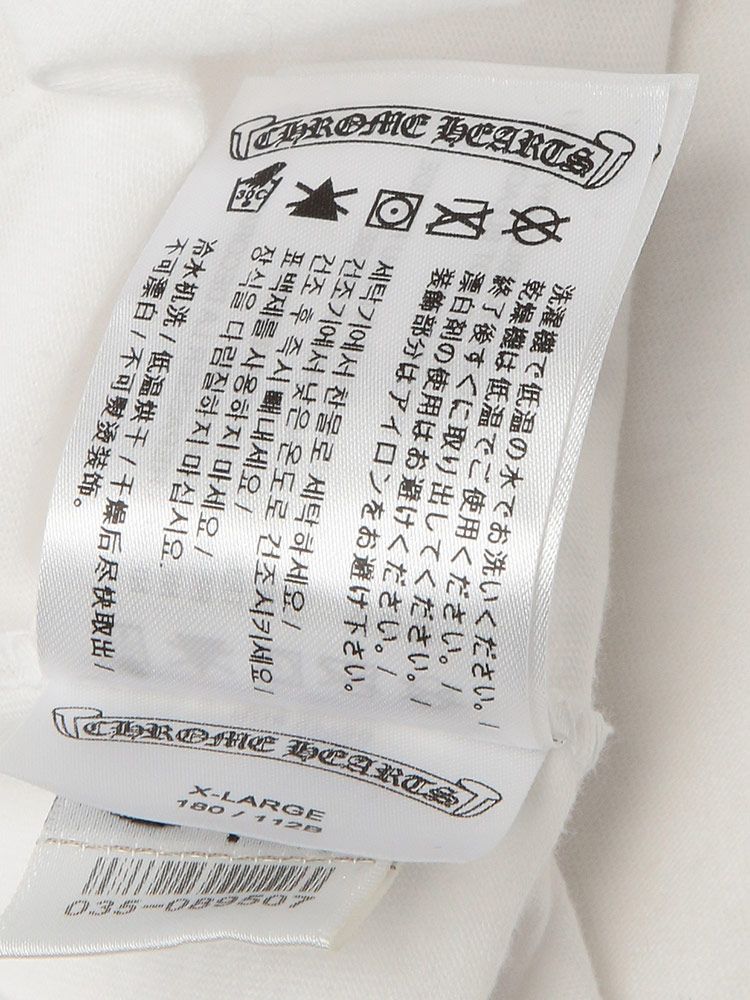 CHROME HEARTS
30C
洗濯機で低温の水でお洗いください。/
乾燥機は低温でご使用ください。/
終了後すぐに取り出してください。/
漂白剤の使用はお避けください。/
装飾部分はアイロンをお避け下さい。
세탁기에서 찬물로 세탁하세요/
건조기에서 낮은 온도로 건조시키세요/
건조 후 즉시 빼내세요/
표백제를 사용하지 마세요/
장식을 다림질하지 마십시요.
冷水机洗/低温烘干/干燥后尽快取出/
不可漂白/不可熨烫装饰。
CHROME HEARTS
X-LARGE
180 / 112B
035-089507